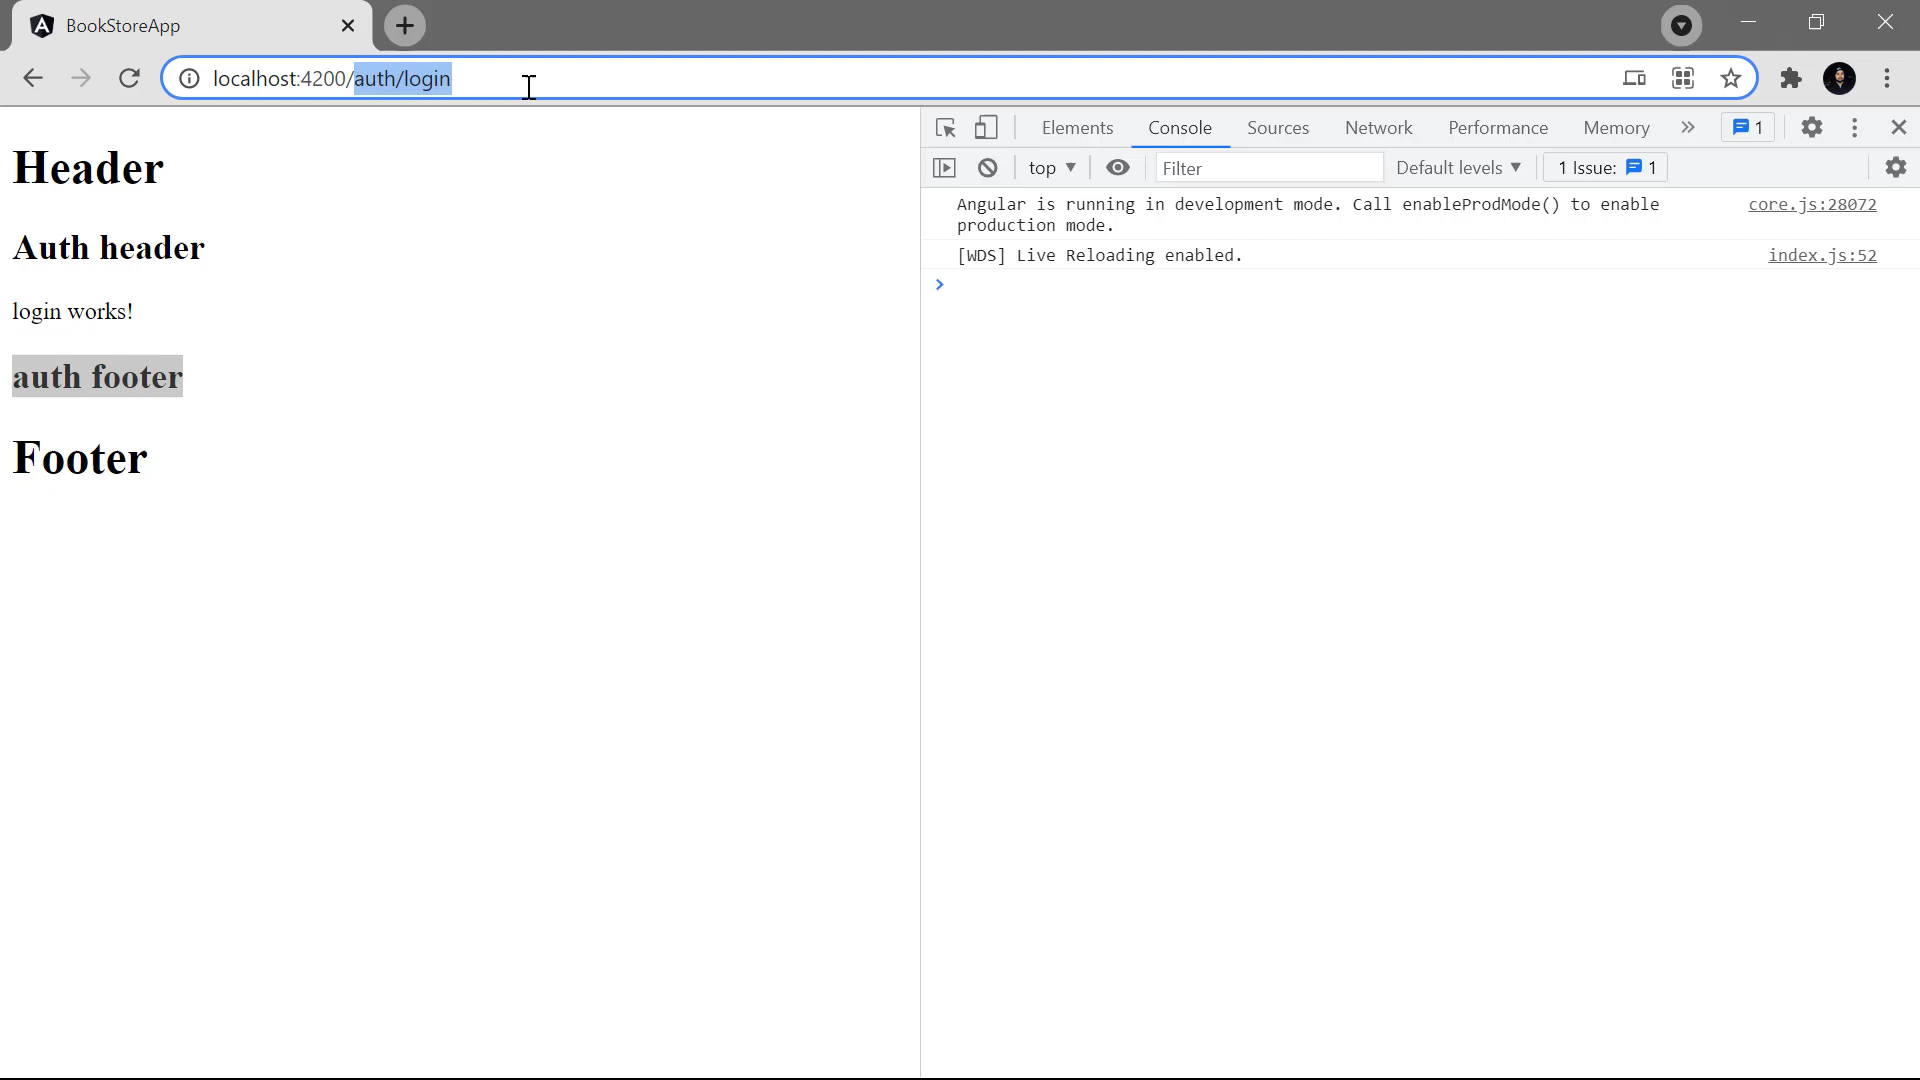 BookStoreApp
localhost:4200/auth/login
Header
Auth header
login works!
auth footer
Footer
Elements Console Sources Network Performance Memory 1
top Filter Default levels 1 Issue: 1
Angular is running in development mode. Call enableProdMode() to enable core.js:28072
production mode.
[WDS] Live Reloading enabled. index.js:52